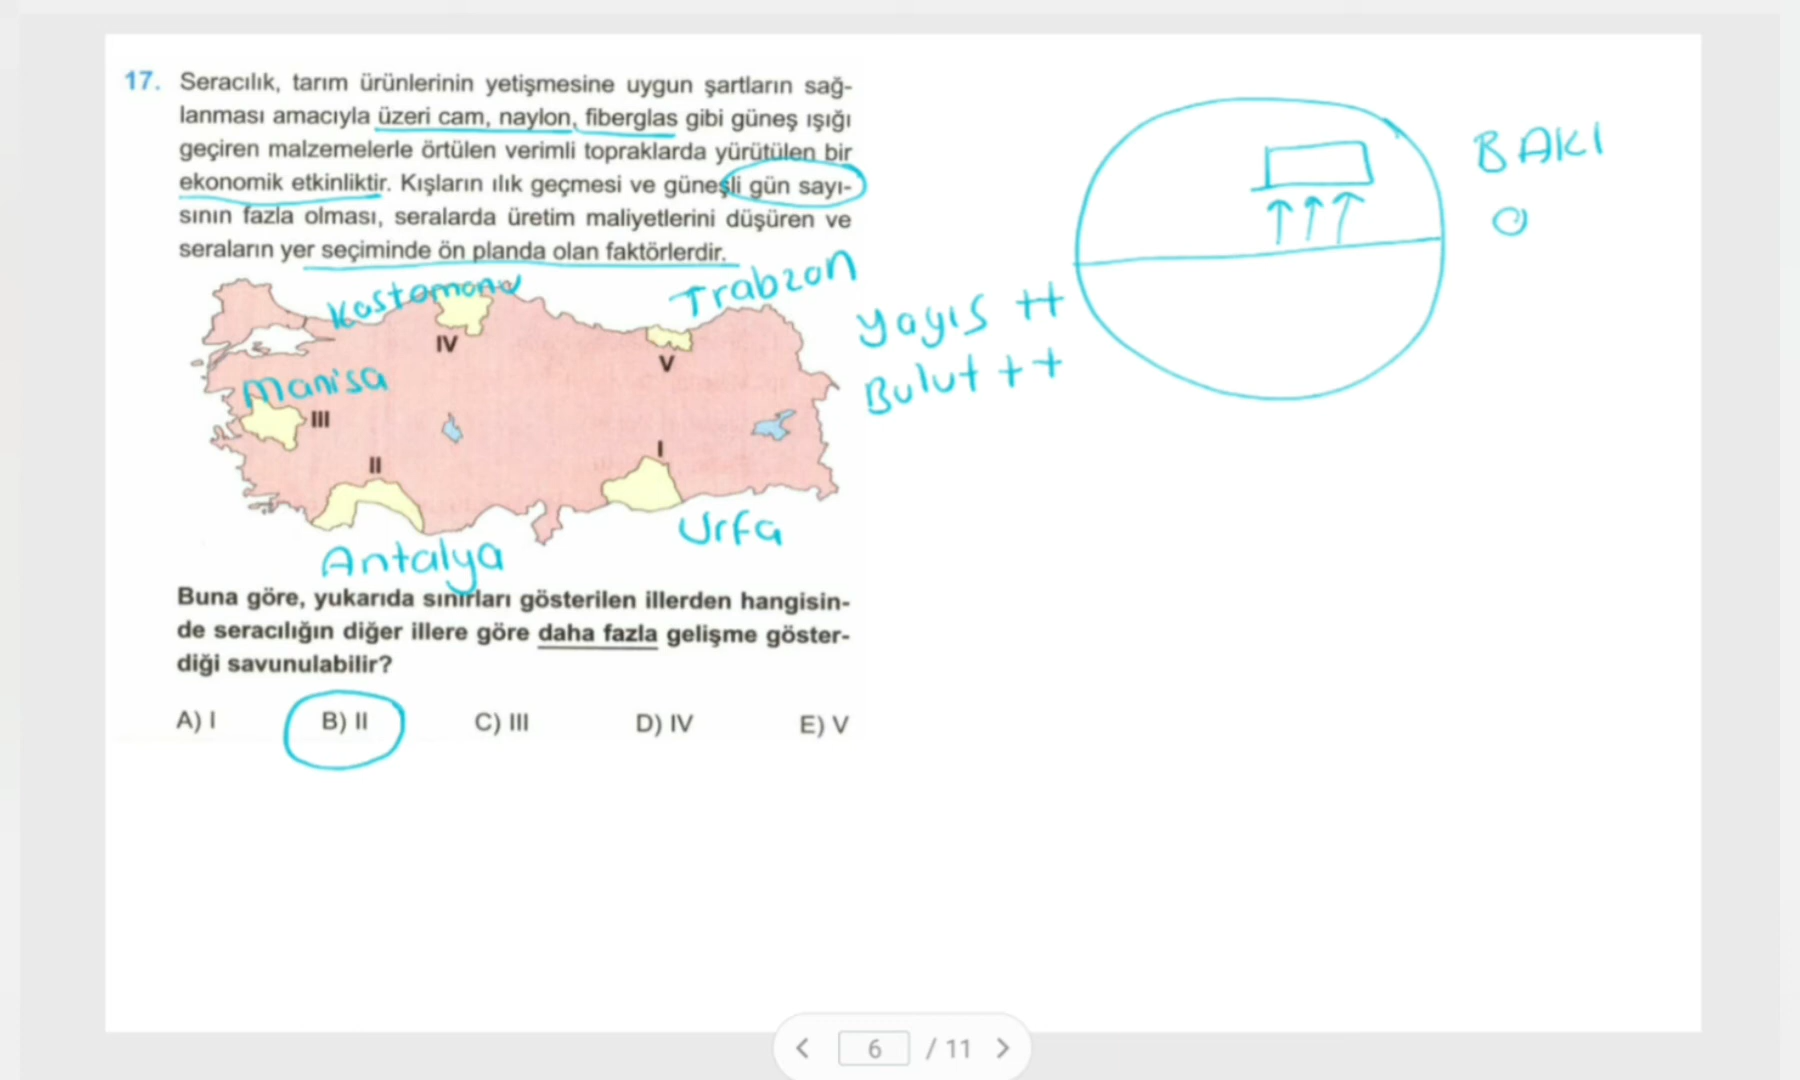 17. Seracılık, tarım ürünlerinin yetişmesine uygun şartların sağ-
lanması amacıyla üzeri cam, naylon, fiberglas gibi güneş ışığı
geçiren malzemelerle örtülen verimli topraklarda yürütülen bir
ekonomik etkinliktir. Kışların ılık geçmesi ve güneşli gün sayı-
sının fazla olması, seralarda üretim maliyetlerini düşüren ve
seraların yer seçiminde ön planda olan faktörlerdir.
Kastamonu
Trabzon
IV
V
Manisa
III
II
I
Antalya
Urfa
Yağış ++
Bulut ++
BAKI
O
Buna göre, yukarıda sınırları gösterilen illerden hangisin-
de seracılığın diğer illere göre daha fazla gelişme göster-
diği savunulabilir?
A) I B) II C) III D) IV E) V
6 / 11